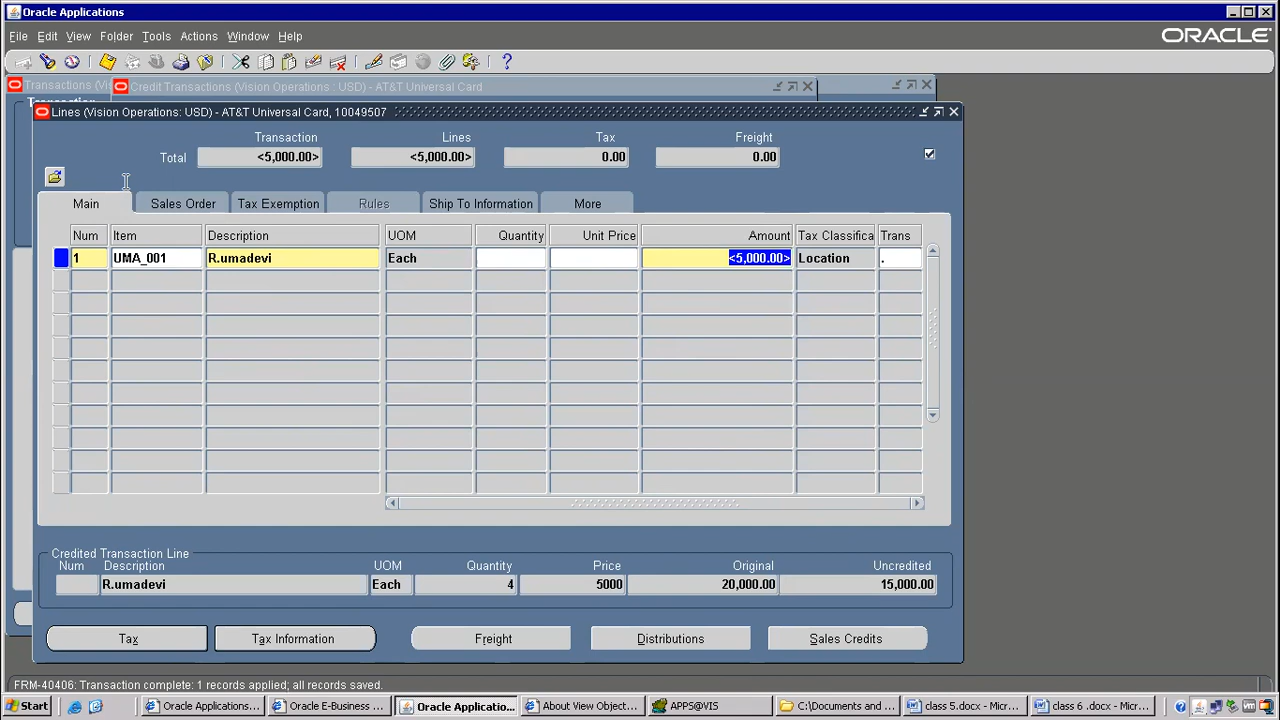 Oracle Applications
File Edit View Folder Tools Actions Window Help
ORACLE
Transactions (Vis
Credit Transactions (Vision Operations : USD) - AT&T Universal Card
Lines (Vision Operations: USD) - AT&T Universal Card, 10049507
Transaction Lines Tax Freight
Total <5,000.00> <5,000.00> 0.00 0.00
Main Sales Order Tax Exemption Rules Ship To Information More
Num Item Description UOM Quantity Unit Price Amount Tax Classifica Trans
1 UMA_001 R.umadevi Each <5,000.00> Location .
Credited Transaction Line
Num Description UOM Quantity Price Original Uncredited
R.umadevi Each 4 5000 20,000.00 15,000.00
Tax Tax Information Freight Distributions Sales Credits
FRM-40406: Transaction complete: 1 records applied; all records saved.
Start Oracle Applications... Oracle E-Business ... Oracle Applicatio... About View Object... APPS@VIS C:\Documents and ... class 5.docx - Micros... class 6 .docx - Micr...